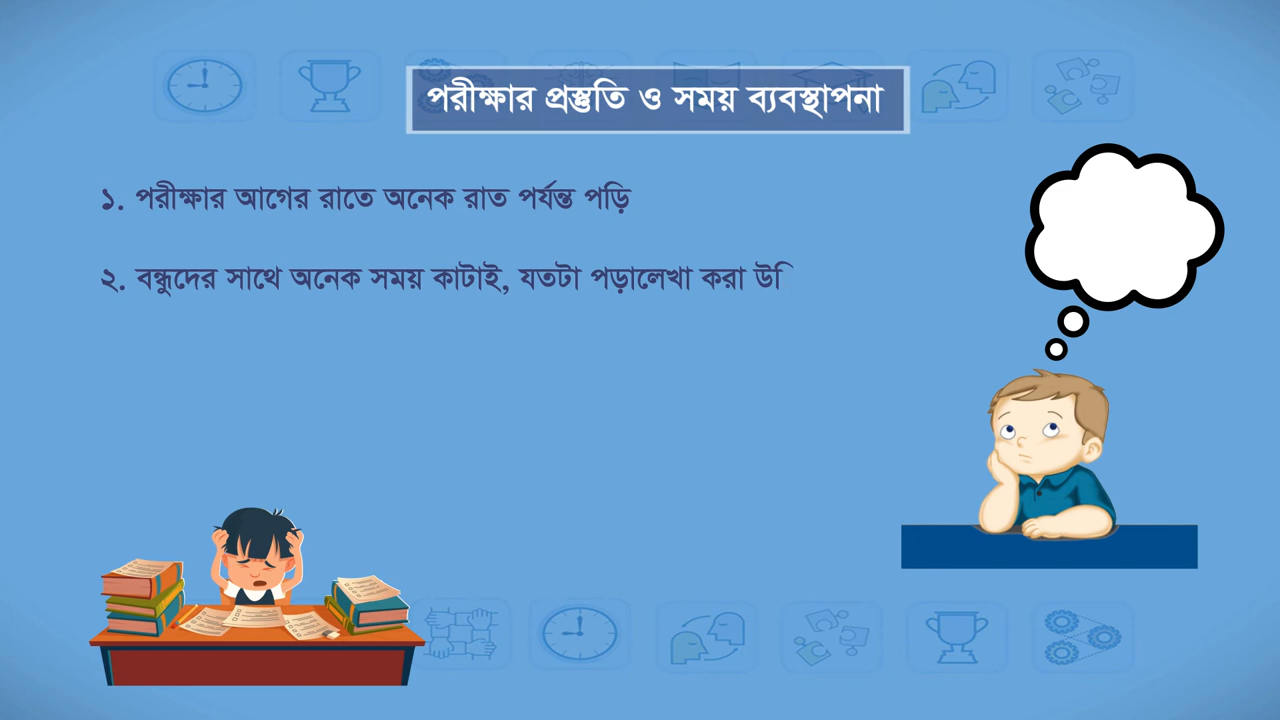 পরীক্ষার প্রস্তুতি ও সময় ব্যবস্থাপনা
১. পরীক্ষার আগের রাতে অনেক রাত পর্যন্ত পড়ি
২. বন্ধুদের সাথে অনেক সময় কাটাই, যতটা পড়ালেখা করা